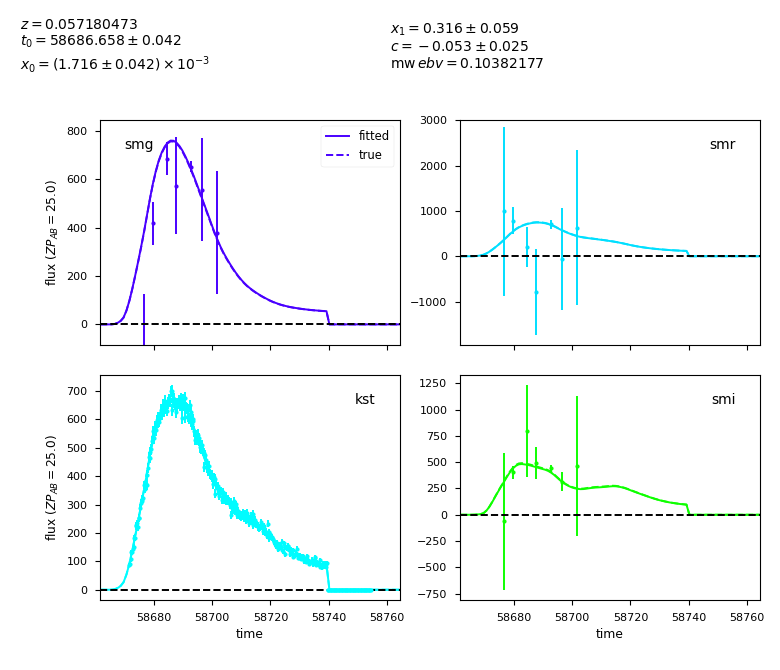 z = 0.057180473
t₀ = 58686.658 ± 0.042
x₀ = (1.716 ± 0.042) × 10⁻³
x₁ = 0.316 ± 0.059
c = −0.053 ± 0.025
mw ebv = 0.10382177
smg
fitted
true
800
600
400
200
0
flux (ZP_AB = 25.0)
smr
3000
2000
1000
0
−1000
kst
700
600
500
400
300
200
100
0
flux (ZP_AB = 25.0)
58680 58700 58720 58740 58760
time
smi
1250
1000
750
500
250
0
−250
−500
−750
58680 58700 58720 58740 58760
time